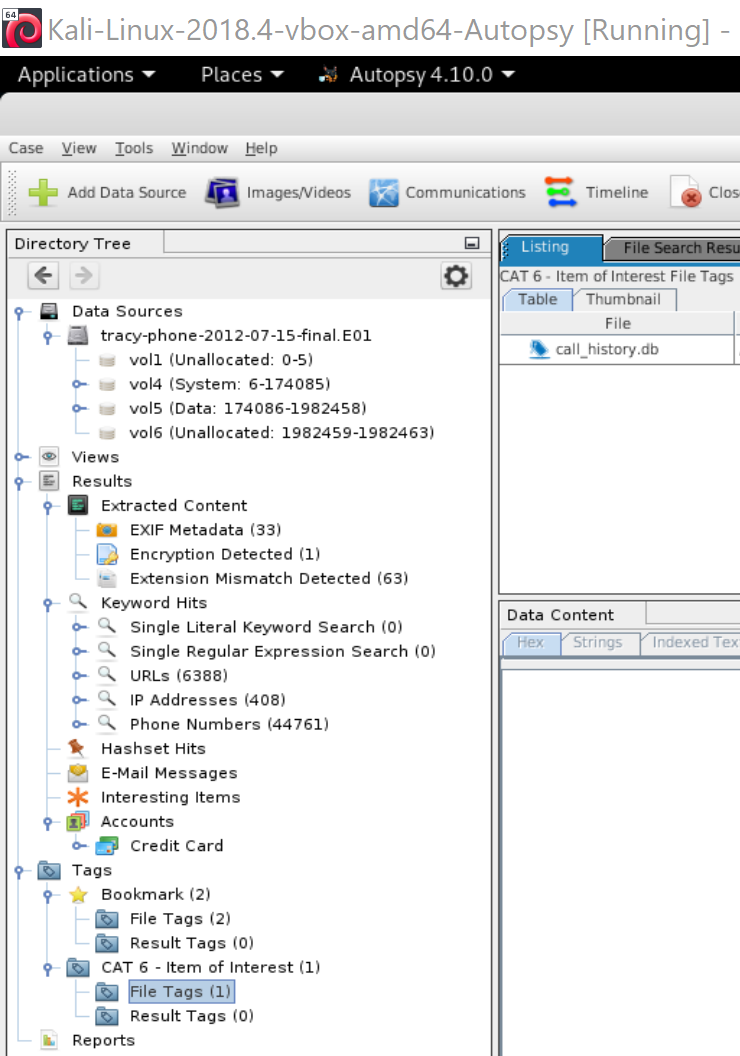 64
Kali-Linux-2018.4-vbox-amd64-Autopsy [Running] -
Applications Places Autopsy 4.10.0
Case View Tools Window Help
Add Data Source Images/Videos Communications Timeline Clos
Directory Tree
Data Sources
tracy-phone-2012-07-15-final.E01
vol1 (Unallocated: 0-5)
vol4 (System: 6-174085)
vol5 (Data: 174086-1982458)
vol6 (Unallocated: 1982459-1982463)
Views
Results
Extracted Content
EXIF Metadata (33)
Encryption Detected (1)
Extension Mismatch Detected (63)
Keyword Hits
Single Literal Keyword Search (0)
Single Regular Expression Search (0)
URLs (6388)
IP Addresses (408)
Phone Numbers (44761)
Hashset Hits
E-Mail Messages
Interesting Items
Accounts
Credit Card
Tags
Bookmark (2)
File Tags (2)
Result Tags (0)
CAT 6 - Item of Interest (1)
File Tags (1)
Result Tags (0)
Reports
Listing File Search Resu
CAT 6 - Item of Interest File Tags
Table Thumbnail
File
call_history.db
Data Content
Hex Strings Indexed Tex